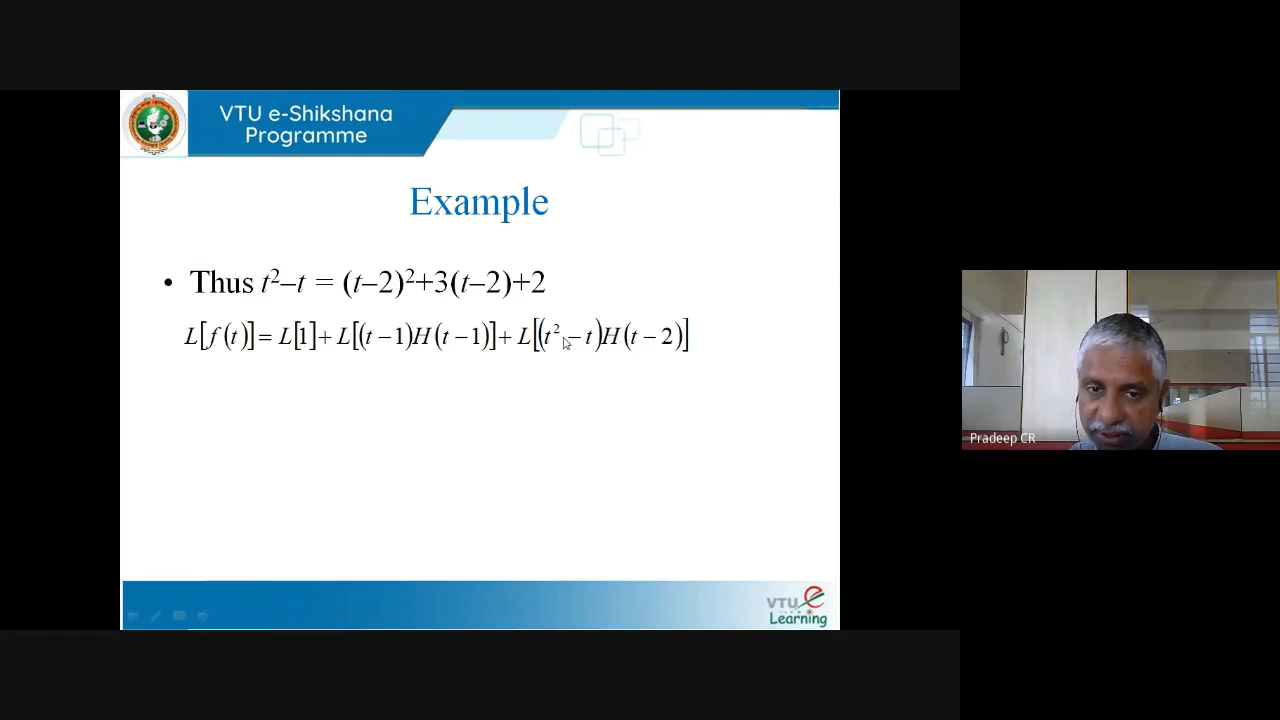 VTU e-Shikshana
Programme
Example
• Thus t²–t = (t–2)²+3(t–2)+2
L[f(t)] = L[1] + L[(t−1)H(t−1)] + L[(t²−t)H(t−2)]
Pradeep CR
VTU e
Learning